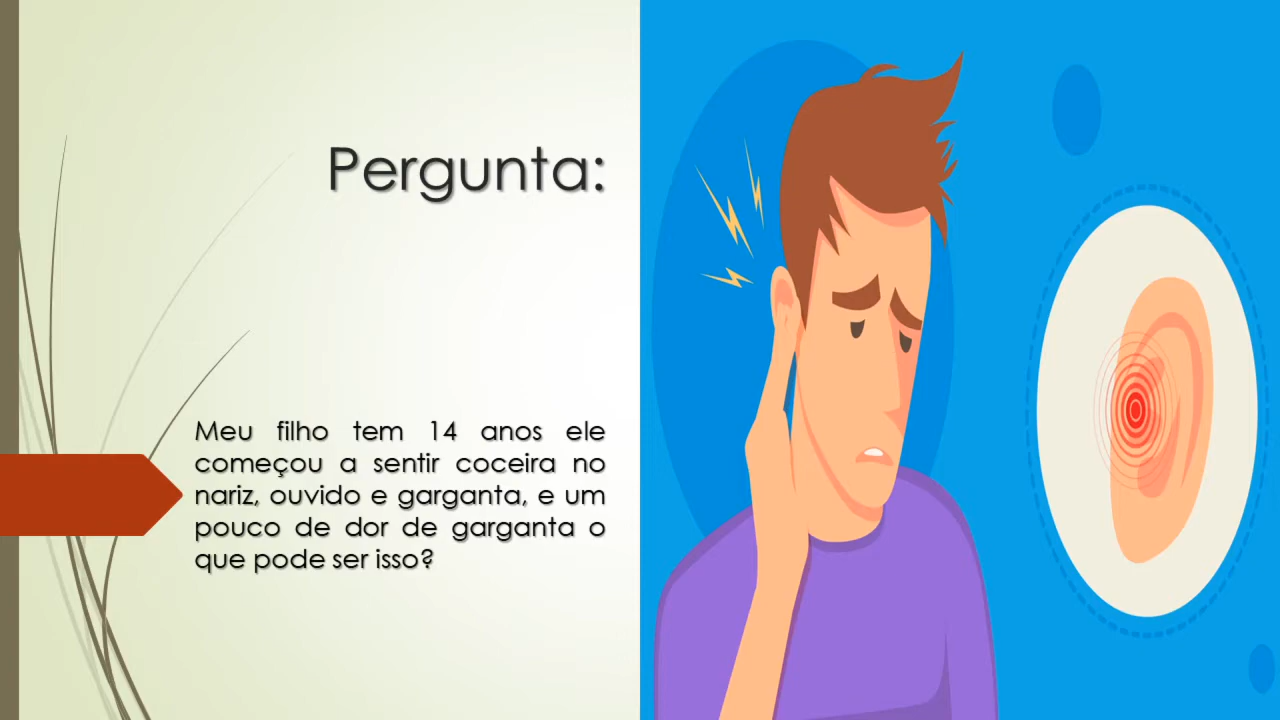 Pergunta:
Meu filho tem 14 anos ele
começou a sentir coceira no
nariz, ouvido e garganta, e um
pouco de dor de garganta o
que pode ser isso?